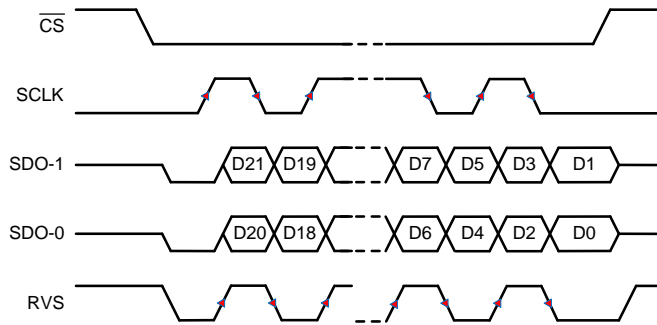 CS
SCLK
SDO-1 D21 D19 D7 D5 D3 D1
SDO-0 D20 D18 D6 D4 D2 D0
RVS